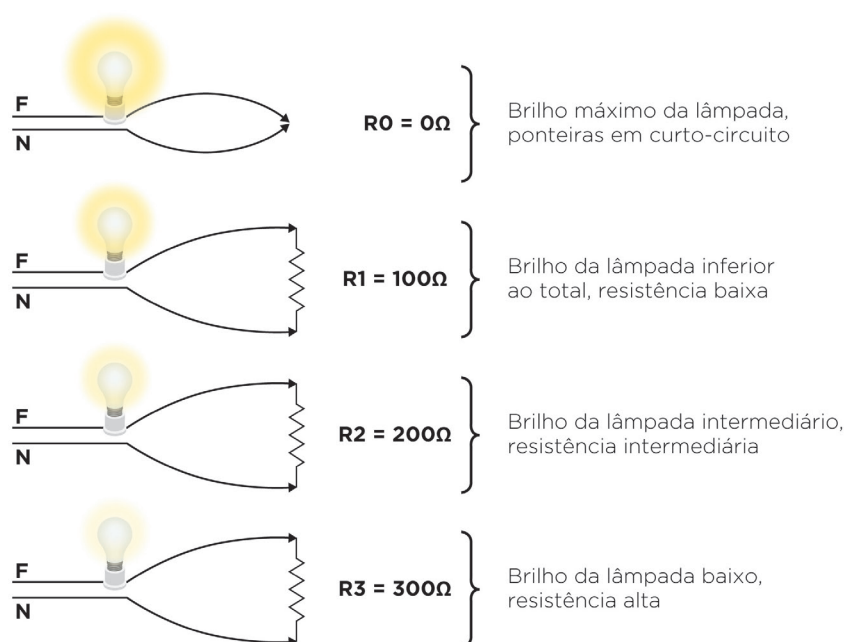 F
N
R0 = 0Ω
Brilho máximo da lâmpada,
ponteiras em curto-circuito
F
N
R1 = 100Ω
Brilho da lâmpada inferior
ao total, resistência baixa
F
N
R2 = 200Ω
Brilho da lâmpada intermediário,
resistência intermediária
F
N
R3 = 300Ω
Brilho da lâmpada baixo,
resistência alta